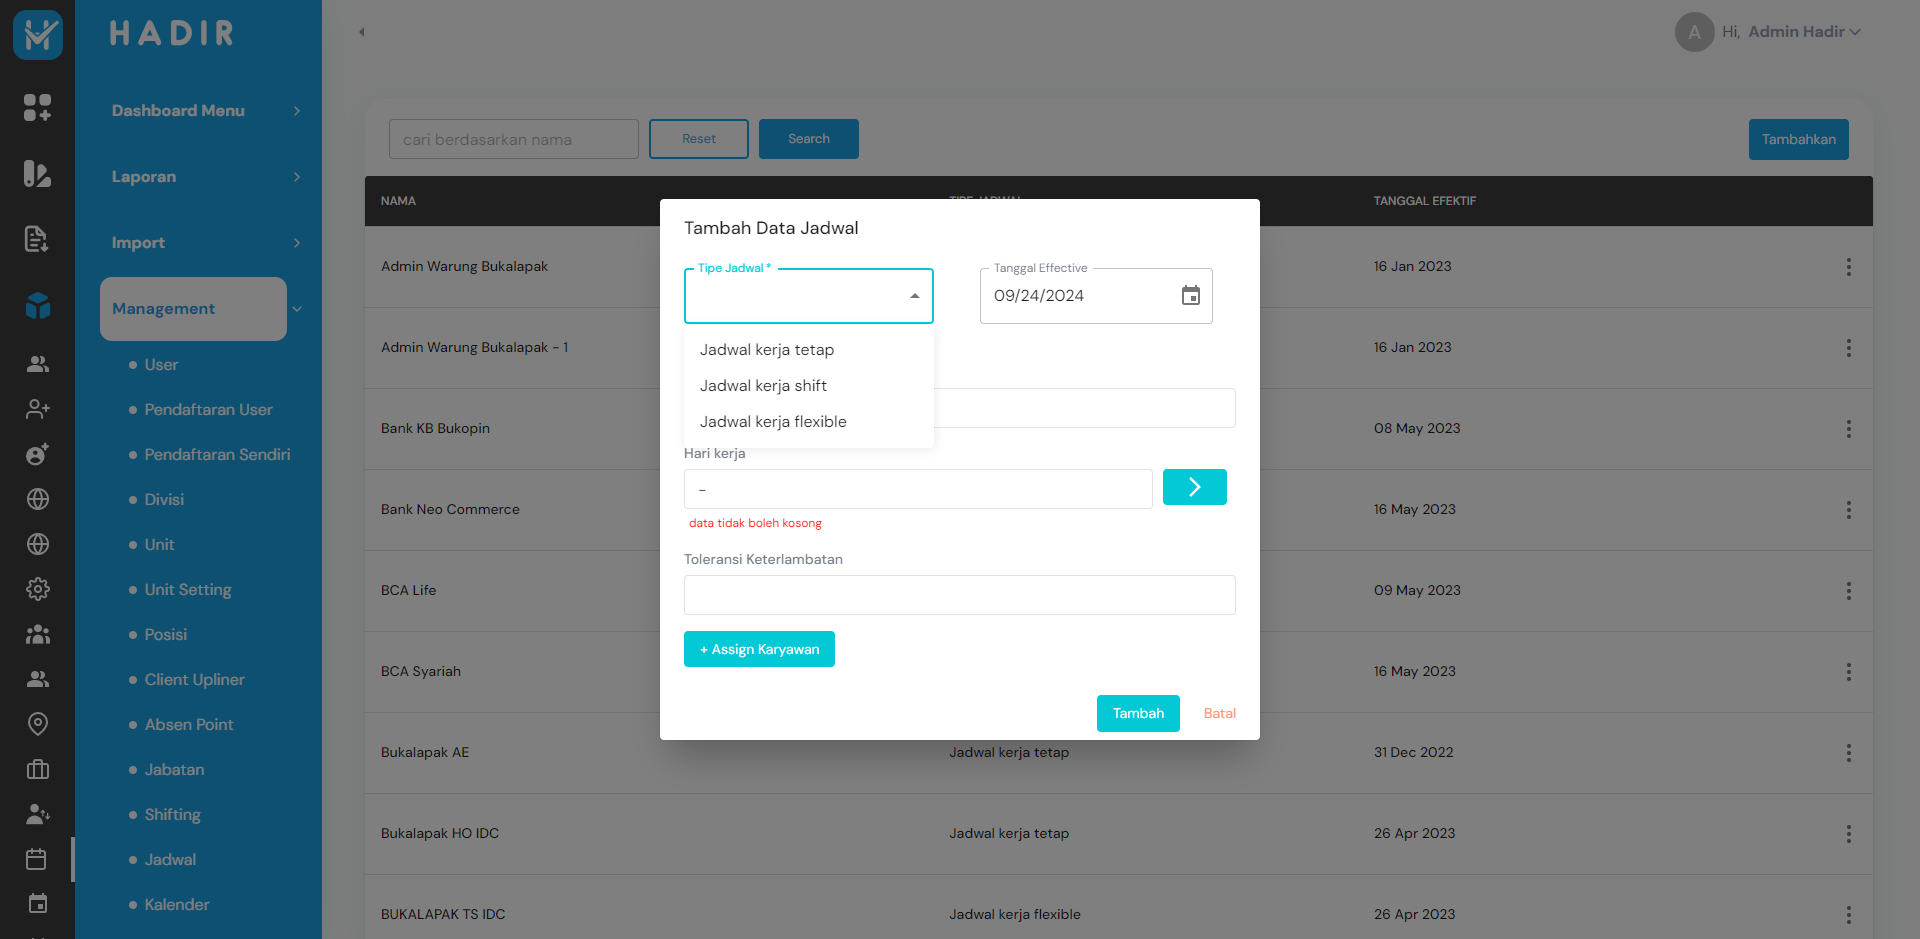 HADIR
A Hi, Admin Hadir
Dashboard Menu
Laporan
Import
Management
User
Pendaftaran User
Pendaftaran Sendiri
Divisi
Unit
Unit Setting
Posisi
Client Upliner
Absen Point
Jabatan
Shifting
Jadwal
Kalender
cari berdasarkan nama Reset Search Tambahkan
NAMA TIPE JADWAL TANGGAL EFEKTIF
Admin Warung Bukalapak 16 Jan 2023
Admin Warung Bukalapak - 1 16 Jan 2023
Bank KB Bukopin 08 May 2023
Bank Neo Commerce 16 May 2023
BCA Life 09 May 2023
BCA Syariah 16 May 2023
Bukalapak AE Jadwal kerja tetap 31 Dec 2022
Bukalapak HO IDC Jadwal kerja tetap 26 Apr 2023
BUKALAPAK TS IDC Jadwal kerja flexible 26 Apr 2023
Tambah Data Jadwal
Tipe Jadwal *
Tanggal Effective
09/24/2024
Jadwal kerja tetap
Jadwal kerja shift
Jadwal kerja flexible
Hari kerja
-
data tidak boleh kosong
Toleransi Keterlambatan
+ Assign Karyawan
Tambah Batal